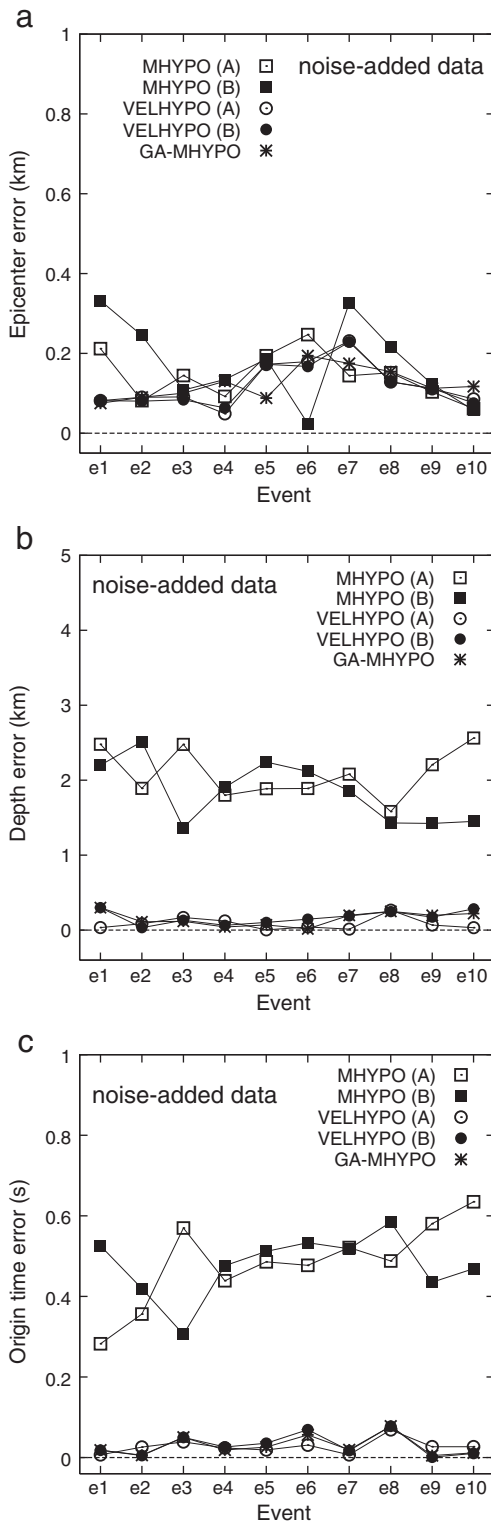 a
1
0.8
0.6
0.4
0.2
0
Epicenter error (km)
MHYPO (A)
MHYPO (B)
VELHYPO (A)
VELHYPO (B)
GA-MHYPO
noise-added data
e1 e2 e3 e4 e5 e6 e7 e8 e9 e10
Event
b
5
4
3
2
1
0
Depth error (km)
noise-added data
MHYPO (A)
MHYPO (B)
VELHYPO (A)
VELHYPO (B)
GA-MHYPO
e1 e2 e3 e4 e5 e6 e7 e8 e9 e10
Event
c
1
0.8
0.6
0.4
0.2
0
Origin time error (s)
noise-added data
MHYPO (A)
MHYPO (B)
VELHYPO (A)
VELHYPO (B)
GA-MHYPO
e1 e2 e3 e4 e5 e6 e7 e8 e9 e10
Event